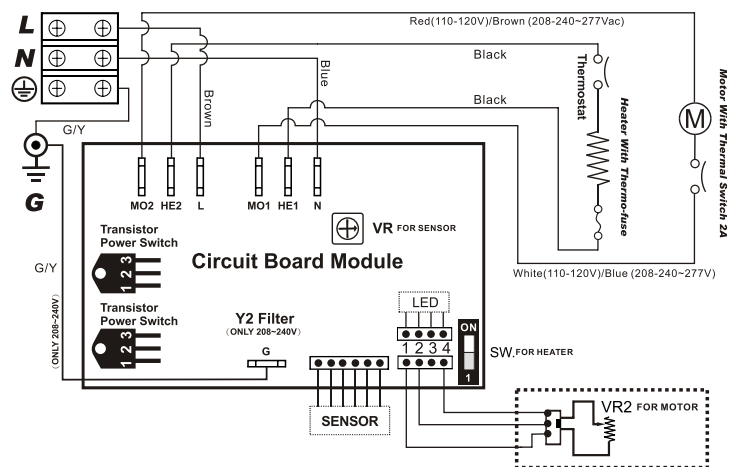 L
N
G/Y
G
Red(110-120V)/Brown (208-240~277Vac)
Black
Black
Blue
Brown
Thermostat
Heater With Thermo-fuse
M
Motor With Thermal Switch 2A
White(110-120V)/Blue (208-240~277V)
MO2 HE2 L MO1 HE1 N
VR FOR SENSOR
Transistor
Power Switch
1 2 3
Circuit Board Module
G/Y
(ONLY 208~240V)
Transistor
Power Switch
1 2 3
Y2 Filter
(ONLY 208~240V)
G
LED
1 2 3 4
ON
1
SW.FOR HEATER
SENSOR
VR2 FOR MOTOR